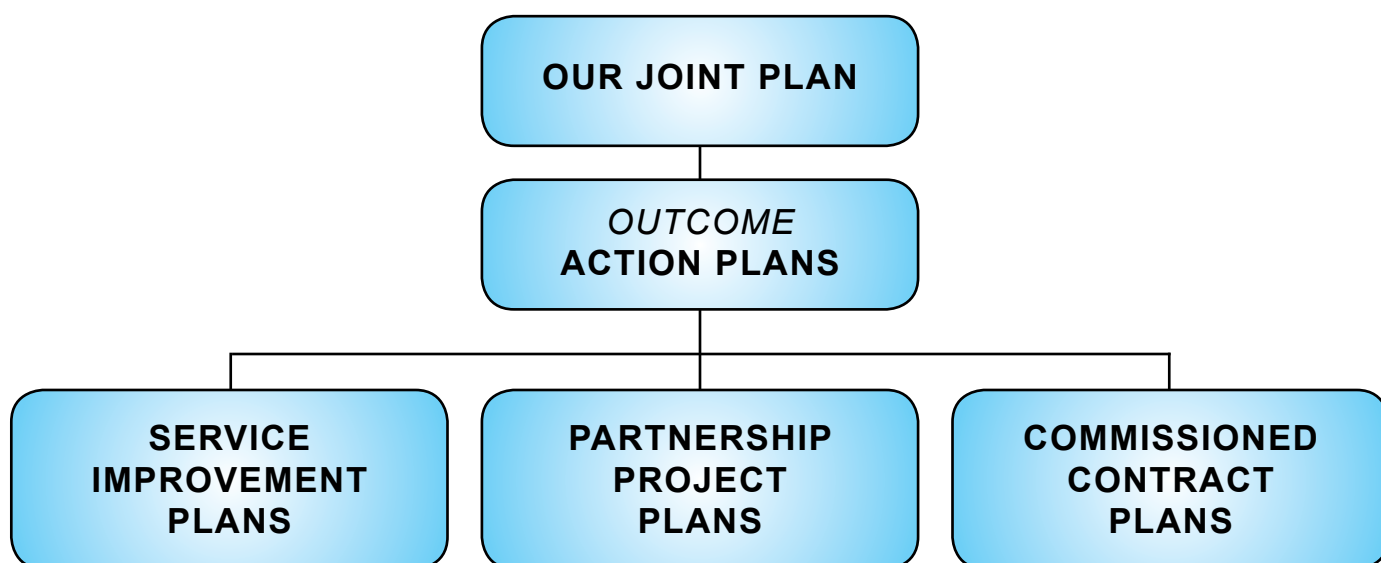 OUR JOINT PLAN
OUTCOME
ACTION PLANS
SERVICE
IMPROVEMENT
PLANS
PARTNERSHIP
PROJECT
PLANS
COMMISSIONED
CONTRACT
PLANS